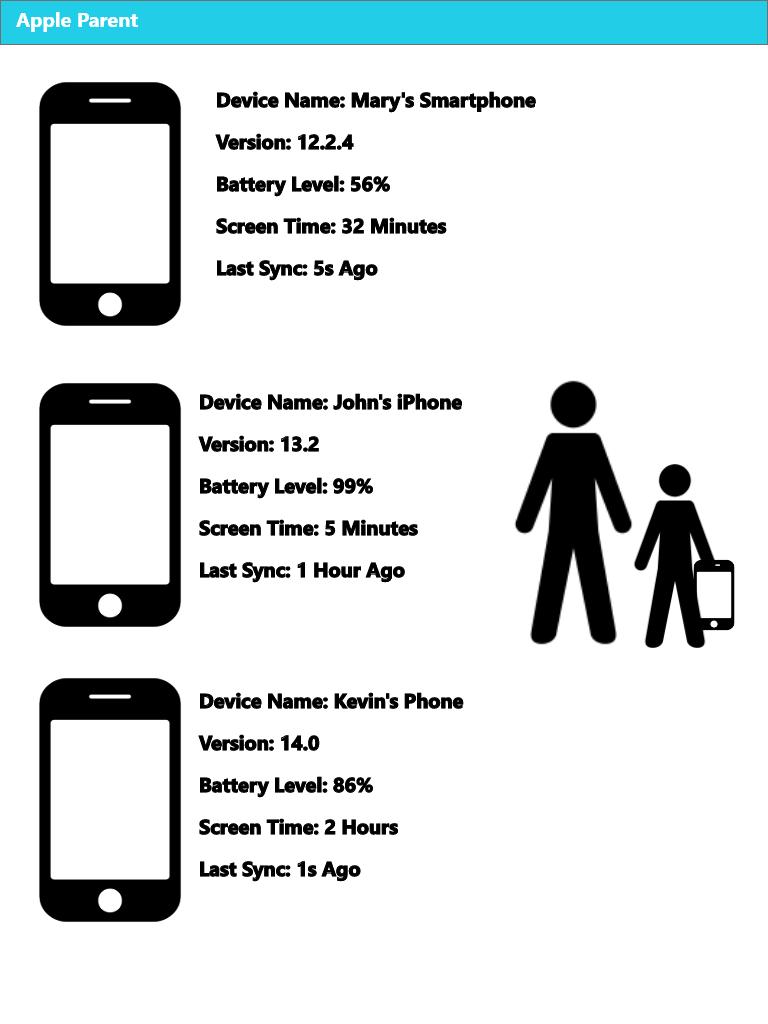 Apple Parent
Device Name: Mary's Smartphone
Version: 12.2.4
Battery Level: 56%
Screen Time: 32 Minutes
Last Sync: 5s Ago
Device Name: John's iPhone
Version: 13.2
Battery Level: 99%
Screen Time: 5 Minutes
Last Sync: 1 Hour Ago
Device Name: Kevin's Phone
Version: 14.0
Battery Level: 86%
Screen Time: 2 Hours
Last Sync: 1s Ago